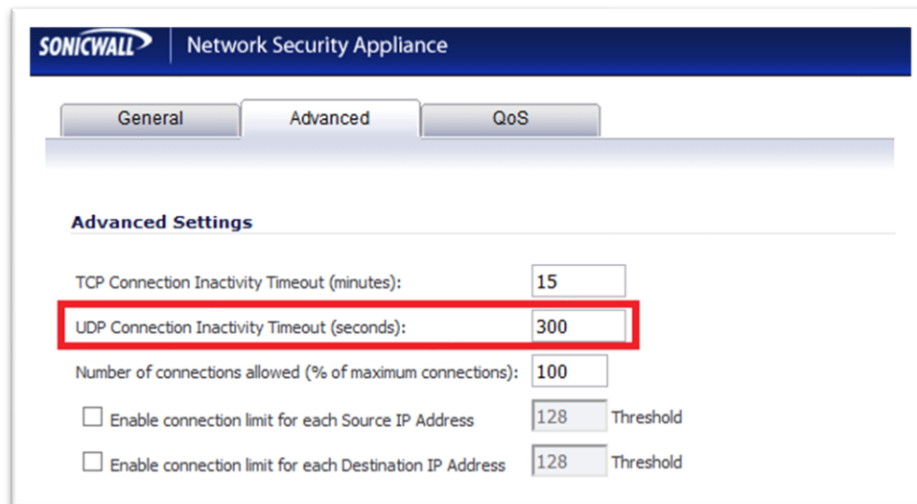 SONICWALL Network Security Appliance
General Advanced QoS
Advanced Settings
TCP Connection Inactivity Timeout (minutes): 15
UDP Connection Inactivity Timeout (seconds): 300
Number of connections allowed (% of maximum connections): 100
Enable connection limit for each Source IP Address 128 Threshold
Enable connection limit for each Destination IP Address 128 Threshold